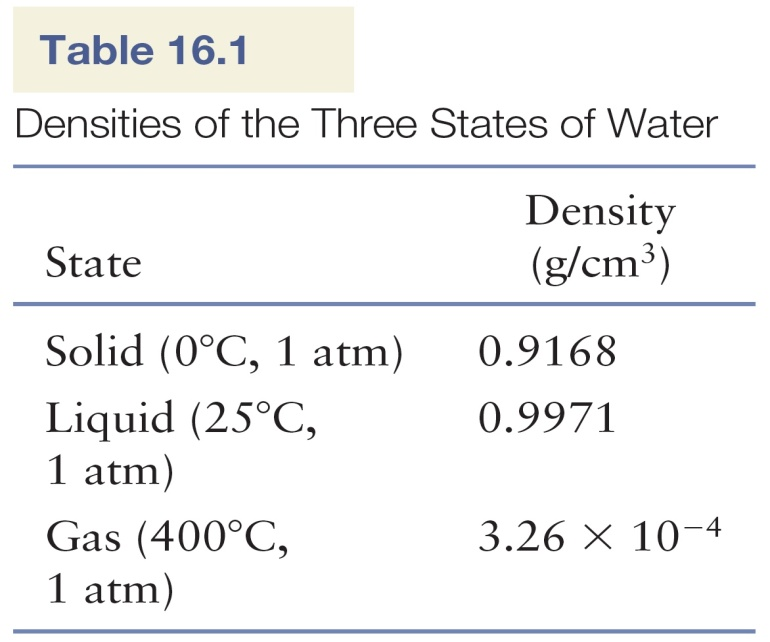 Table 16.1
Densities of the Three States of Water
State
Density
(g/cm³)
Solid (0°C, 1 atm) 0.9168
Liquid (25°C, 0.9971
1 atm)
Gas (400°C, 3.26 × 10⁻⁴
1 atm)